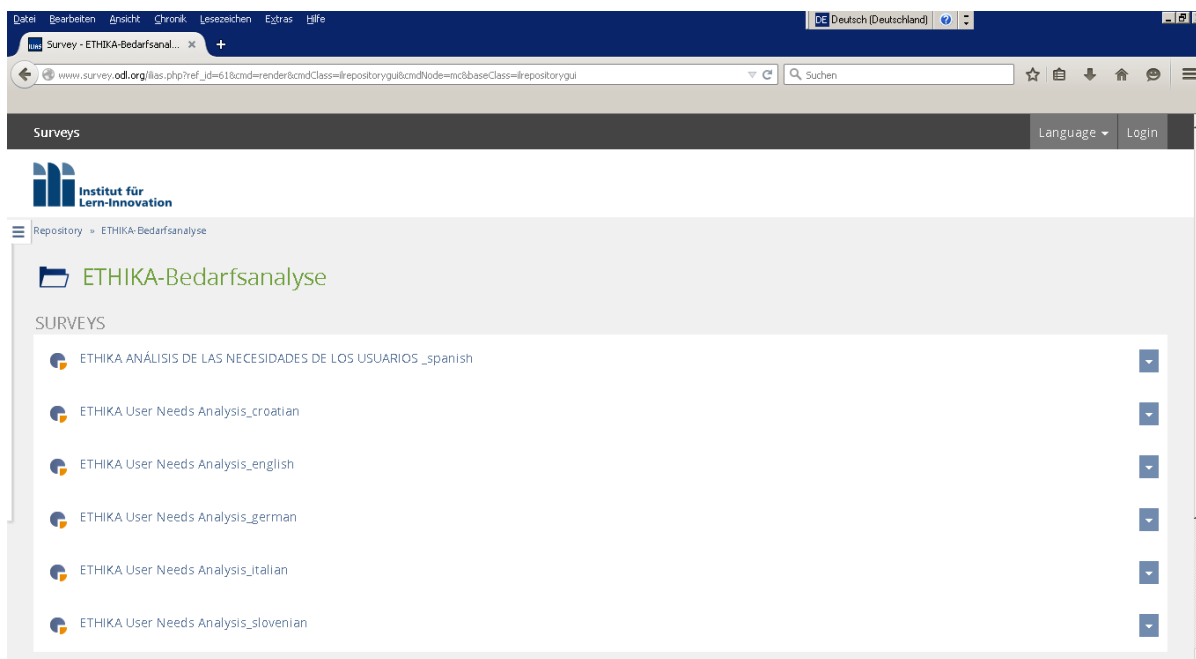 Datei Bearbeiten Ansicht Chronik Lesezeichen Extras Hilfe DE Deutsch (Deutschland)
ILIAS Survey - ETHIKA-Bedarfsanal... × +
www.survey.odl.org/ilias.php?ref_id=61&cmd=render&cmdClass=ilrepositorygui&cmdNode=mc&baseClass=ilrepositorygui Suchen
Surveys Language Login
Institut für
Lern-Innovation
Repository » ETHIKA-Bedarfsanalyse
ETHIKA-Bedarfsanalyse
SURVEYS
ETHIKA ANÁLISIS DE LAS NECESIDADES DE LOS USUARIOS _spanish
ETHIKA User Needs Analysis_croatian
ETHIKA User Needs Analysis_english
ETHIKA User Needs Analysis_german
ETHIKA User Needs Analysis_italian
ETHIKA User Needs Analysis_slovenian